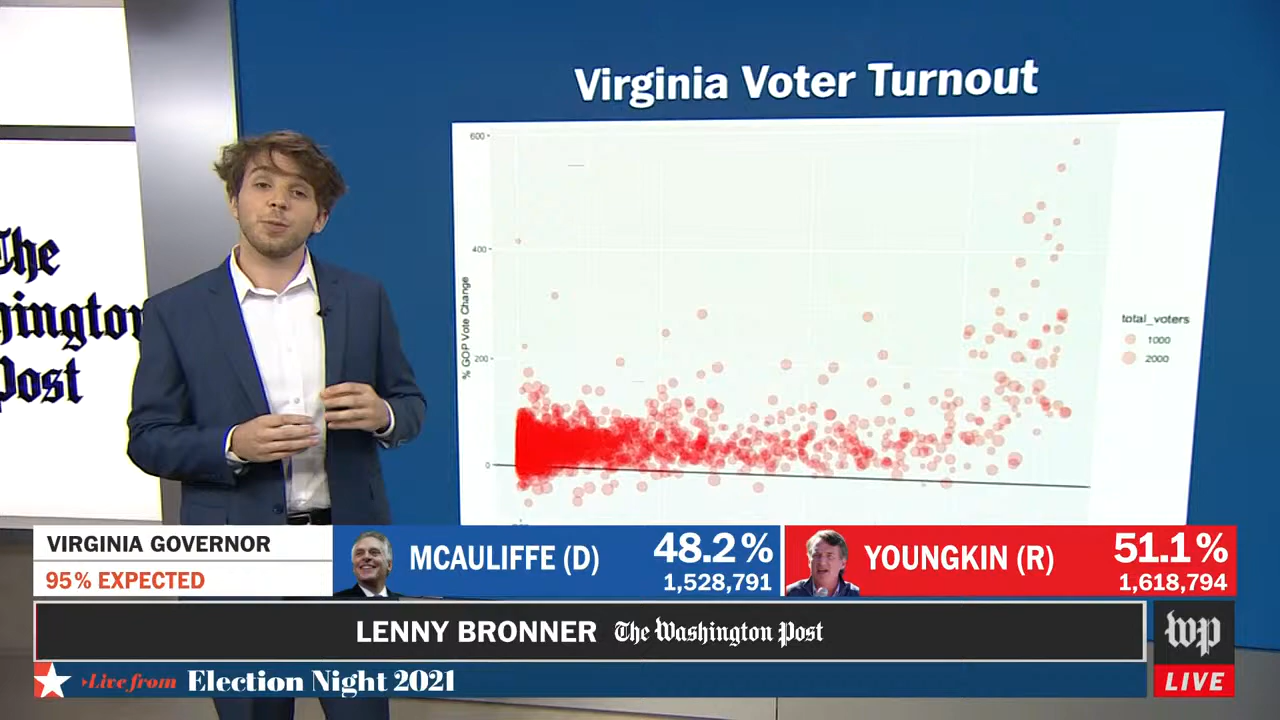 The
Post
Virginia Voter Turnout
600
400
200
0
% GOP Vote Change
total_voters
1000
2000
VIRGINIA GOVERNOR
95% EXPECTED
MCAULIFFE (D)
48.2%
1,528,791
YOUNGKIN (R)
51.1%
1,618,794
LENNY BRONNER The Washington Post
wp
LIVE
Live from Election Night 2021